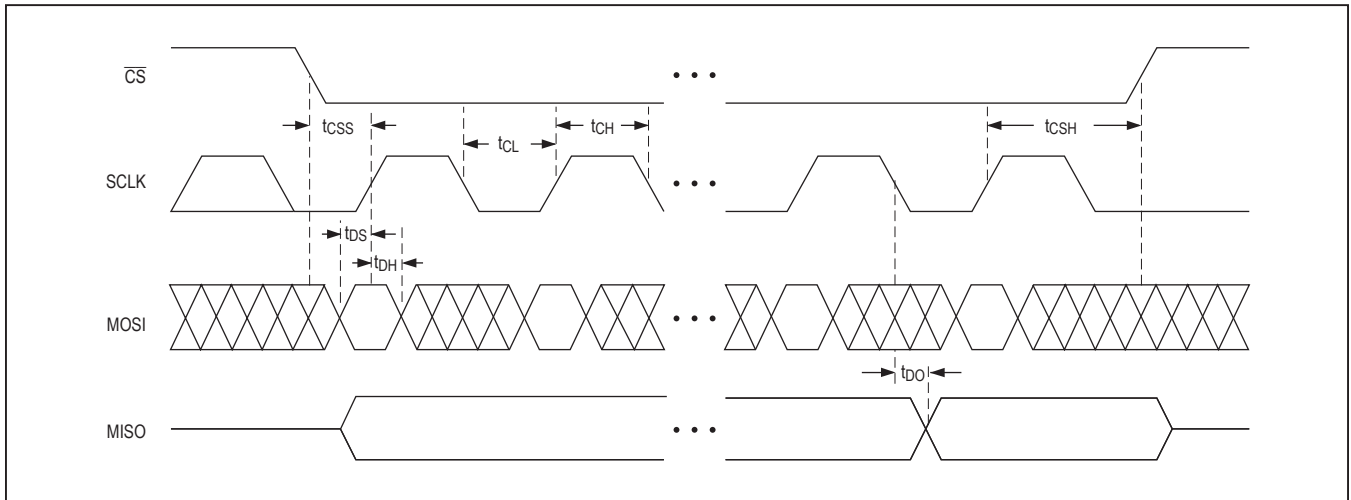 CS
tCSS
tCL
tCH
tCSH
SCLK
tDS
tDH
MOSI
tDO
MISO